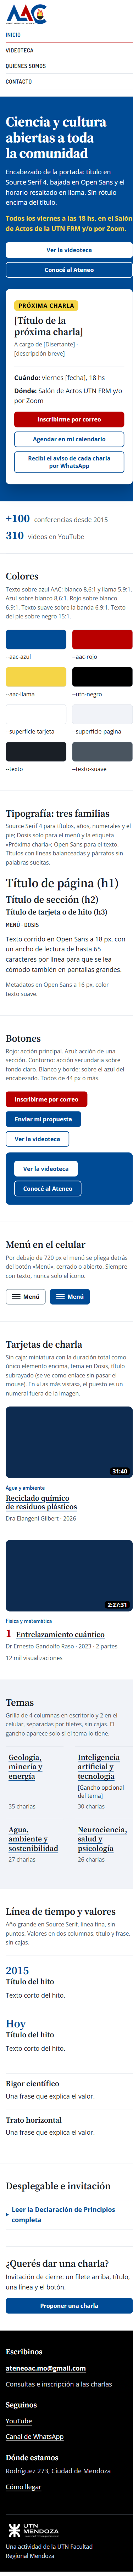 AAC
INICIO
VIDEOTECA
QUIÉNES SOMOS
CONTACTO
Ciencia y cultura
abiertas a toda
la comunidad
Encabezado de la portada: título en
Source Serif 4, bajada en Open Sans y el
horario resaltado en llama. Sin rótulo
encima del título.
Todos los viernes a las 18 hs, en el Salón
de Actos de la UTN FRM y/o por Zoom.
Ver la videoteca
Conocé al Ateneo
PRÓXIMA CHARLA
[Título de la
próxima charla]
A cargo de [Disertante] ·
[descripción breve]
Cuándo: viernes [fecha], 18 hs
Dónde: Salón de Actos UTN FRM y/o
por Zoom
Inscribirme por correo
Agendar en mi calendario
Recibí el aviso de cada charla
por WhatsApp
+100 conferencias desde 2015
310 videos en YouTube
Colores
Texto sobre azul AAC: blanco 8,6:1 y llama 5,9:1.
Azul sobre blanco 8,6:1. Rojo sobre blanco
6,9:1. Texto suave sobre la banda 6,9:1. Texto
del pie sobre negro 15:1.
--aac-azul
--aac-rojo
--aac-llama
--utn-negro
--superficie-tarjeta
--superficie-pagina
--texto
--texto-suave
Tipografía: tres familias
Source Serif 4 para títulos, años, numerales y el
pie; Dosis solo para el menú y la etiqueta
«Próxima charla»; Open Sans para el texto.
Títulos con líneas balanceadas y párrafos sin
palabras sueltas.
Título de página (h1)
Título de sección (h2)
Título de tarjeta o de hito (h3)
MENÚ · DOSIS
Texto corrido en Open Sans a 18 px, con
un ancho de lectura de hasta 65
caracteres por línea para que se lea
cómodo también en pantallas grandes.
Metadatos en Open Sans a 16 px, color
texto suave.
Botones
Rojo: acción principal. Azul: acción de una
sección. Contorno: acción secundaria sobre
fondo claro. Blanco y borde: sobre el azul del
encabezado. Todos de 44 px o más.
Inscribirme por correo
Enviar mi propuesta
Ver la videoteca
Ver la videoteca
Conocé al Ateneo
Menú en el celular
Por debajo de 720 px el menú se pliega detrás
del botón «Menú», cerrado o abierto. Siempre
con texto, nunca solo el ícono.
Menú
Menú
Tarjetas de charla
Sin caja; miniatura con la duración total como
único elemento encima, tema en Dosis, título
subrayado (se ve como enlace sin pasar el
mouse). En «Las más vistas», el puesto es un
numeral fuera de la imagen.
31:40
Agua y ambiente
Reciclado químico
de residuos plásticos
Dra Elangeni Gilbert · 2026
2:27:31
Física y matemática
1 Entrelazamiento cuántico
Dr Ernesto Gandolfo Raso · 2023 · 2 partes
12 mil visualizaciones
Temas
Grilla de 4 columnas en escritorio y 2 en el
celular, separadas por filetes, sin cajas. El
gancho aparece solo si el tema lo tiene.
Geología,
minería y
energía
35 charlas
Inteligencia
artificial y
tecnología
[Gancho opcional
del tema]
30 charlas
Agua,
ambiente y
sostenibilidad
27 charlas
Neurociencia,
salud y
psicología
26 charlas
Línea de tiempo y valores
Año grande en Source Serif, línea fina, sin
puntos. Valores en dos columnas, título y frase,
sin cajas.
2015
Título del hito
Texto corto del hito.
Hoy
Título del hito
Texto corto del hito.
Rigor científico
Una frase que explica el valor.
Trato horizontal
Una frase que explica el valor.
Desplegable e invitación
Leer la Declaración de Principios
completa
¿Querés dar una charla?
Invitación de cierre: un filete arriba, título,
una línea y el botón.
Proponer una charla
Escribinos
ateneoac.mo@gmail.com
Consultas e inscripción a las charlas
Seguinos
YouTube
Canal de WhatsApp
Dónde estamos
Rodríguez 273, Ciudad de Mendoza
Cómo llegar
UTN
MENDOZA
Una actividad de la UTN Facultad
Regional Mendoza